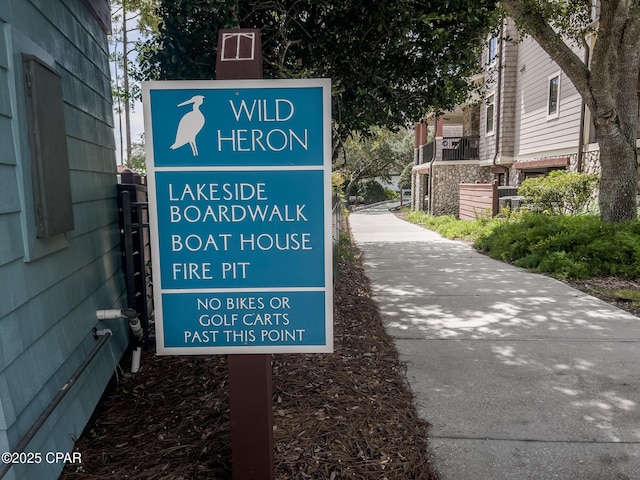 WILD
HERON
LAKESIDE
BOARDWALK
BOAT HOUSE
FIRE PIT
NO BIKES OR
GOLF CARTS
PAST THIS POINT
©2025 CPAR